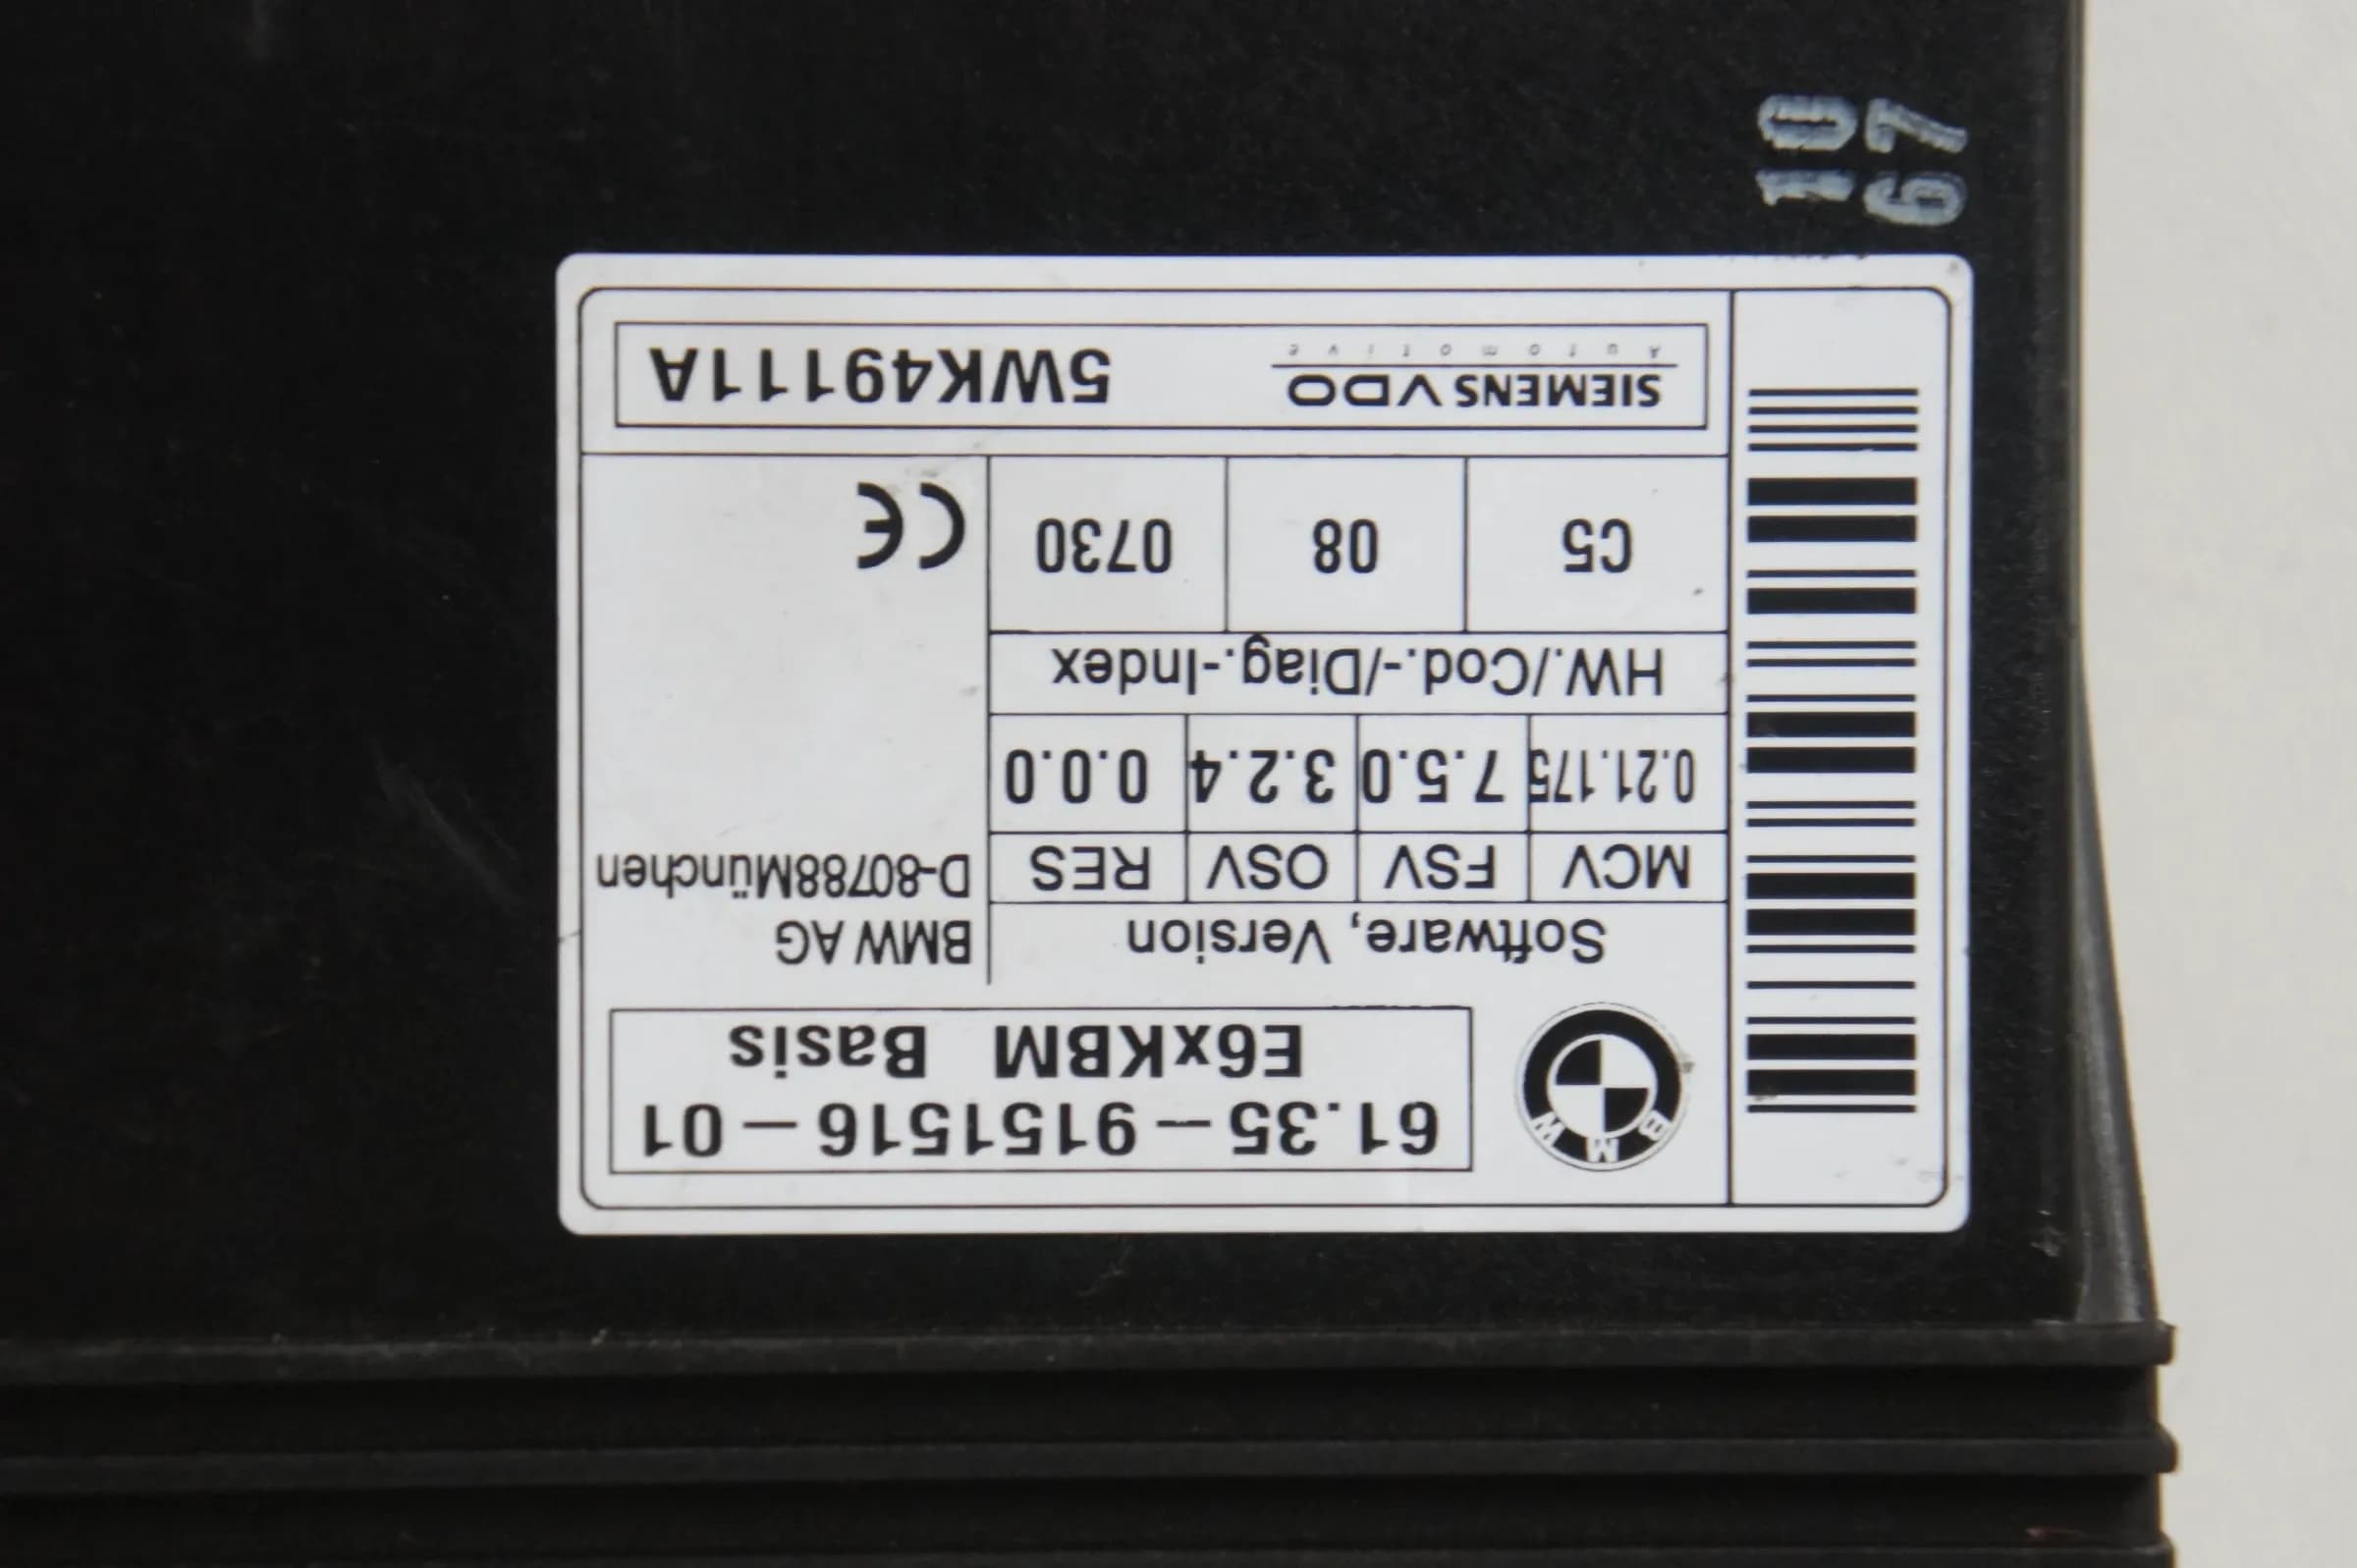 61.35-9151516-01
E6xKBM Basis
BMW
Software, Version
BMW AG
D-80788München
MCV FSV OSV RES
0.21.175 7.5.0 3.2.4 0.0.0
HW./Cod.-/Diag.-Index
C5 08 0730
CE
SIEMENS VDO
Automotive
5WK49111A
67
10